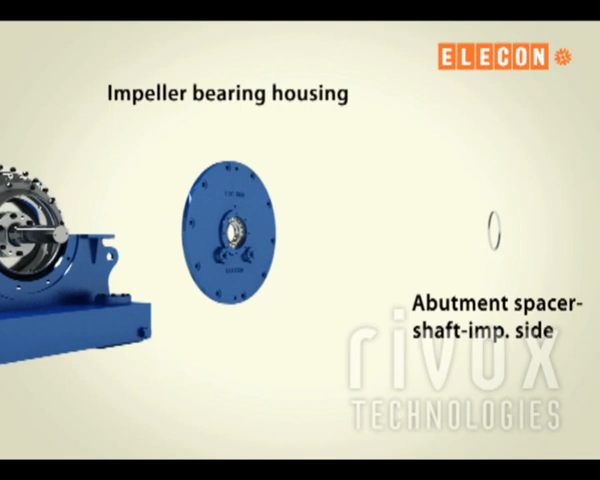 ELECON
Impeller bearing housing
Abutment spacer-
shaft-imp. side
rivox
TECHNOLOGIES